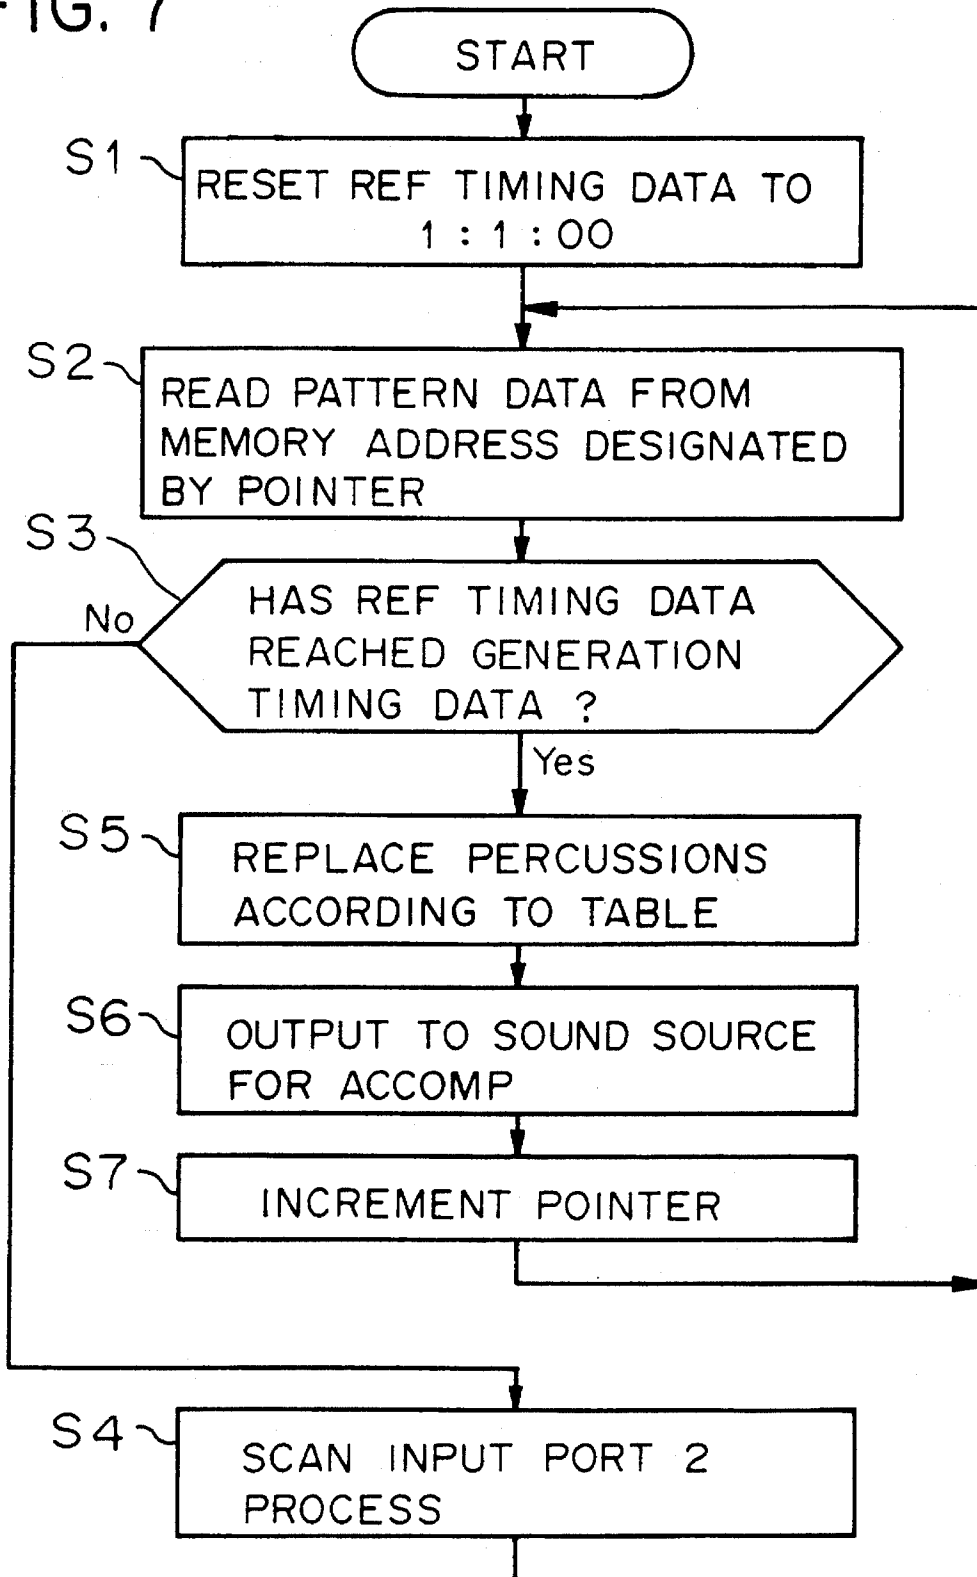 FIG. 7
START
S1
RESET REF TIMING DATA TO
1 : 1 : 00
S2
READ PATTERN DATA FROM
MEMORY ADDRESS DESIGNATED
BY POINTER
S3
No
HAS REF TIMING DATA
REACHED GENERATION
TIMING DATA ?
Yes
S5
REPLACE PERCUSSIONS
ACCORDING TO TABLE
S6
OUTPUT TO SOUND SOURCE
FOR ACCOMP
S7
INCREMENT POINTER
S4
SCAN INPUT PORT 2
PROCESS